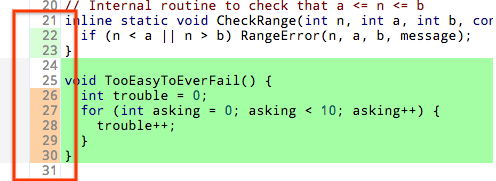 20 // Internal routine to check that a <= n <= b
21 inline static void CheckRange(int n, int a, int b, con
22 if (n < a || n > b) RangeError(n, a, b, message);
23 }
24
25 void TooEasyToEverFail() {
26 int trouble = 0;
27 for (int asking = 0; asking < 10; asking++) {
28 trouble++;
29 }
30 }
31